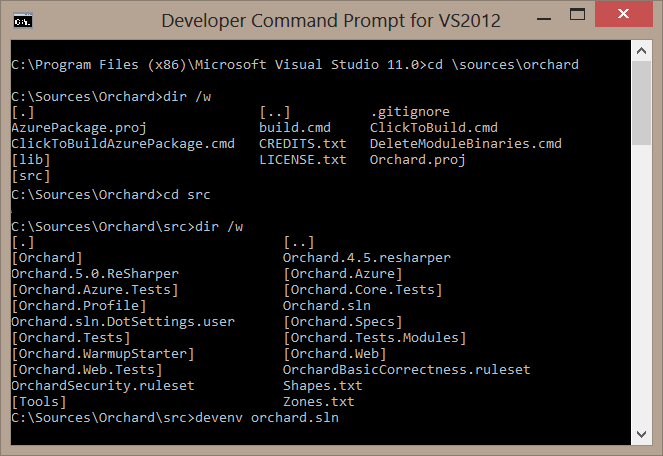 Developer Command Prompt for VS2012
C:\Program Files (x86)\Microsoft Visual Studio 11.0>cd \sources\orchard
C:\Sources\Orchard>dir /w
[.] [..] .gitignore
AzurePackage.proj build.cmd ClickToBuild.cmd
ClickToBuildAzurePackage.cmd CREDITS.txt DeleteModuleBinaries.cmd
[lib] LICENSE.txt Orchard.proj
[src]
C:\Sources\Orchard>cd src
C:\Sources\Orchard\src>dir /w
[.] [..]
[Orchard] Orchard.4.5.resharper
Orchard.5.0.ReSharper [Orchard.Azure]
[Orchard.Azure.Tests] [Orchard.Core.Tests]
[Orchard.Profile] Orchard.sln
Orchard.sln.DotSettings.user [Orchard.Specs]
[Orchard.Tests] [Orchard.Tests.Modules]
[Orchard.WarmupStarter] [Orchard.Web]
[Orchard.Web.Tests] OrchardBasicCorrectness.ruleset
OrchardSecurity.ruleset Shapes.txt
[Tools] Zones.txt
C:\Sources\Orchard\src>devenv orchard.sln